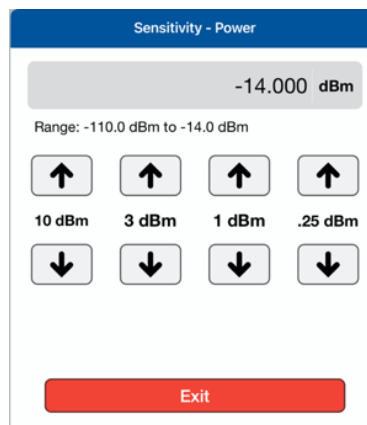 Sensitivity - Power
-14.000 dBm
Range: -110.0 dBm to -14.0 dBm
10 dBm 3 dBm 1 dBm .25 dBm
Exit